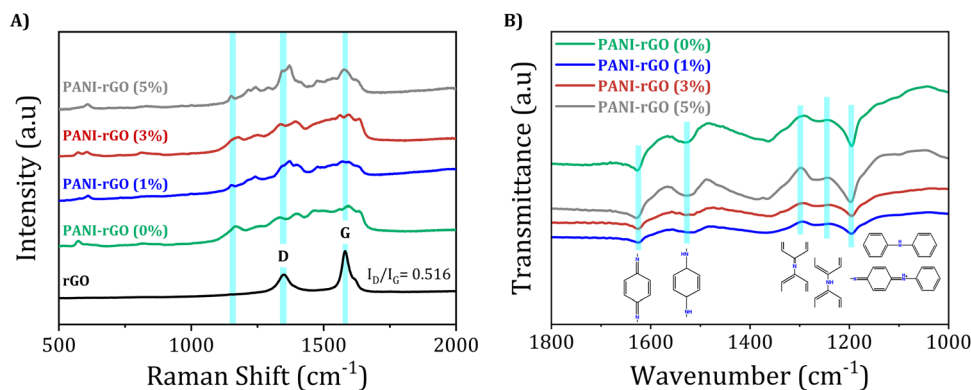 A)
Intensity (a.u)
PANI-rGO (5%)
PANI-rGO (3%)
PANI-rGO (1%)
PANI-rGO (0%)
rGO
D
G
I_D/I_G= 0.516
500
1000
1500
2000
Raman Shift (cm⁻¹)
B)
Transmittance (a.u)
PANI-rGO (0%)
PANI-rGO (1%)
PANI-rGO (3%)
PANI-rGO (5%)
1800
1600
1400
1200
1000
Wavenumber (cm⁻¹)